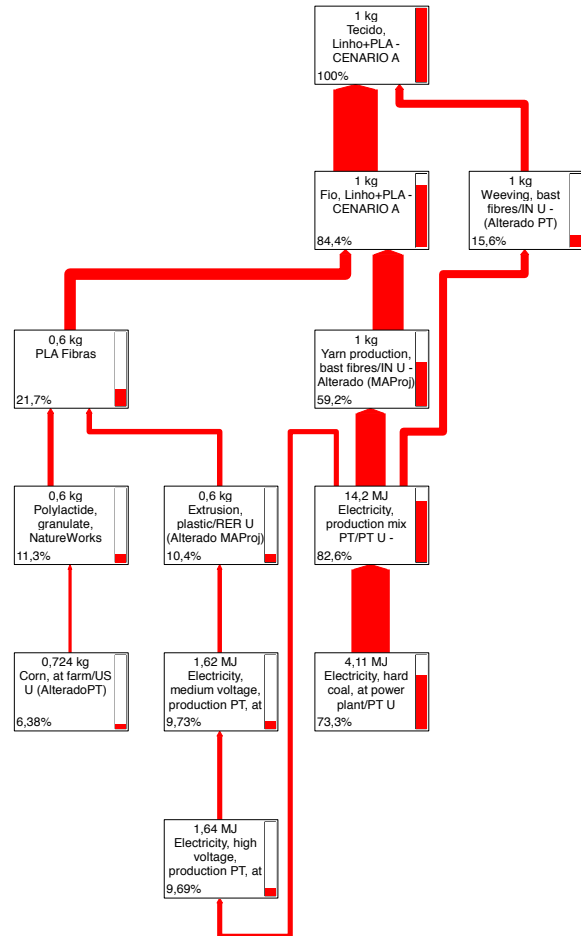 1 kg
Tecido,
Linho+PLA -
CENARIO A
100%
1 kg
Fio, Linho+PLA -
CENARIO A
84,4%
1 kg
Weeving, bast
fibres/IN U -
(Alterado PT)
15,6%
0,6 kg
PLA Fibras
21,7%
1 kg
Yarn production,
bast fibres/IN U -
Alterado (MAProj)
59,2%
0,6 kg
Polylactide,
granulate,
NatureWorks
11,3%
0,6 kg
Extrusion,
plastic/RER U
(Alterado MAProj)
10,4%
14,2 MJ
Electricity,
production mix
PT/PT U -
82,6%
0,724 kg
Corn, at farm/US
U (AlteradoPT)
6,38%
1,62 MJ
Electricity,
medium voltage,
production PT, at
9,73%
4,11 MJ
Electricity, hard
coal, at power
plant/PT U
73,3%
1,64 MJ
Electricity, high
voltage,
production PT, at
9,69%